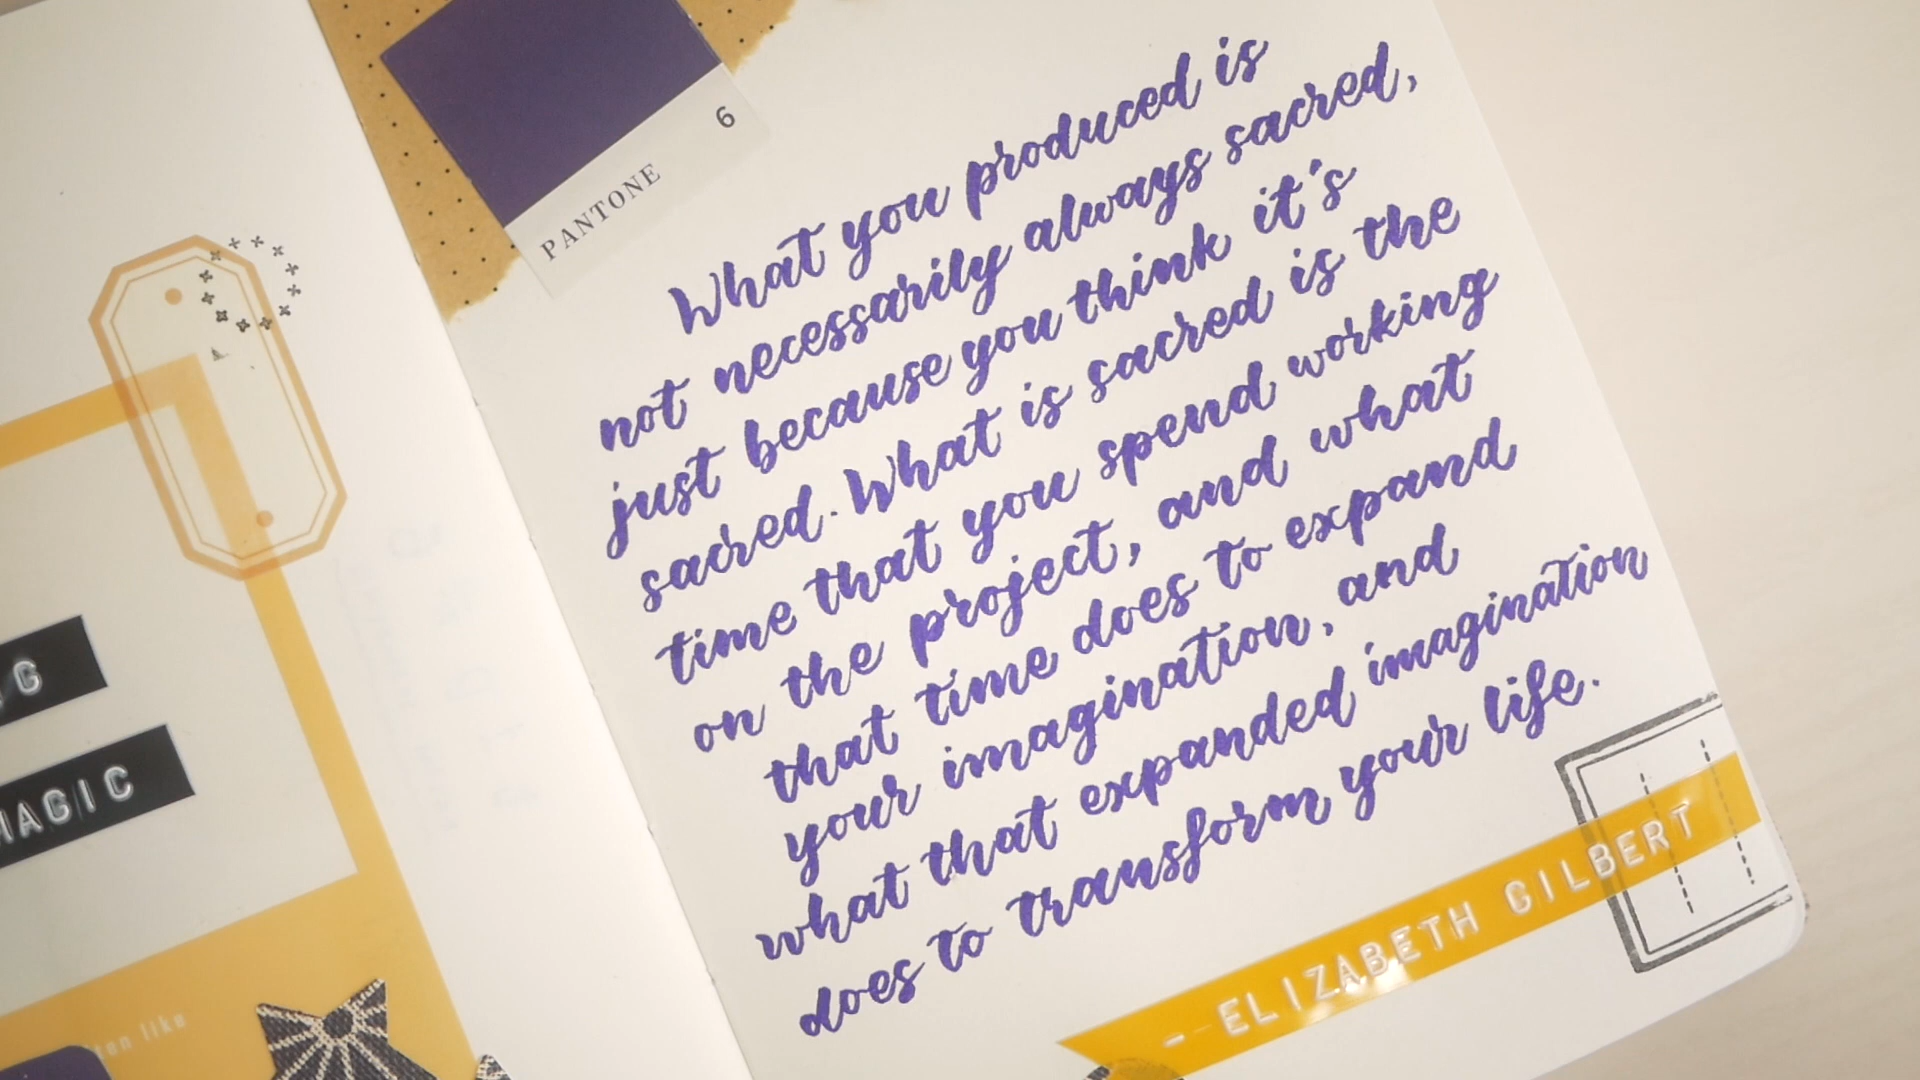 6
PANTONE
What you produced is
not necessarily always sacred,
just because you think it's
sacred. What is sacred is the
time that you spend working
on the project, and what
that time does to expand
your imagination, and
what that expanded imagination
does to transform your life.
--ELIZABETH GILBERT
G
MAGIC
like